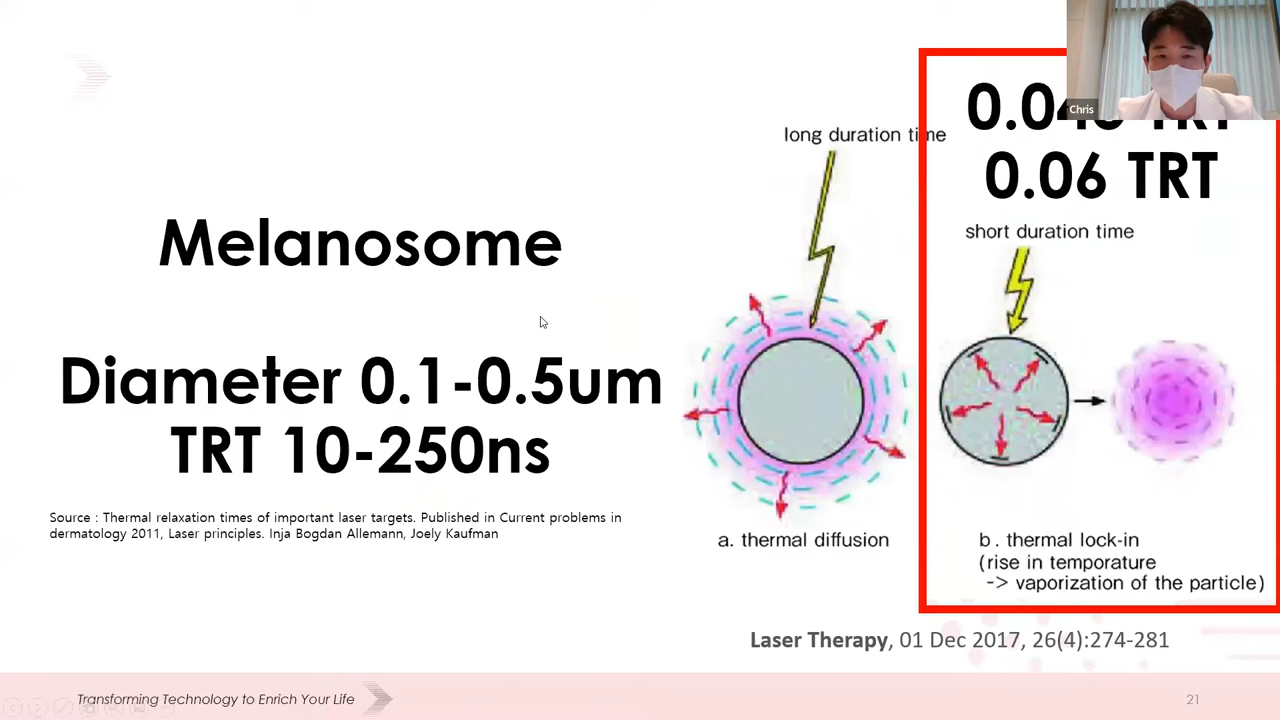 Chris
long duration time
0.06 TRT
short duration time
Melanosome
Diameter 0.1-0.5um
TRT 10-250ns
Source : Thermal relaxation times of important laser targets. Published in Current problems in
dermatology 2011, Laser principles. Inja Bogdan Allemann, Joely Kaufman
a. thermal diffusion
b . thermal lock-in
(rise in temporature
-> vaporization of the particle)
Laser Therapy, 01 Dec 2017, 26(4):274-281
Transforming Technology to Enrich Your Life
21